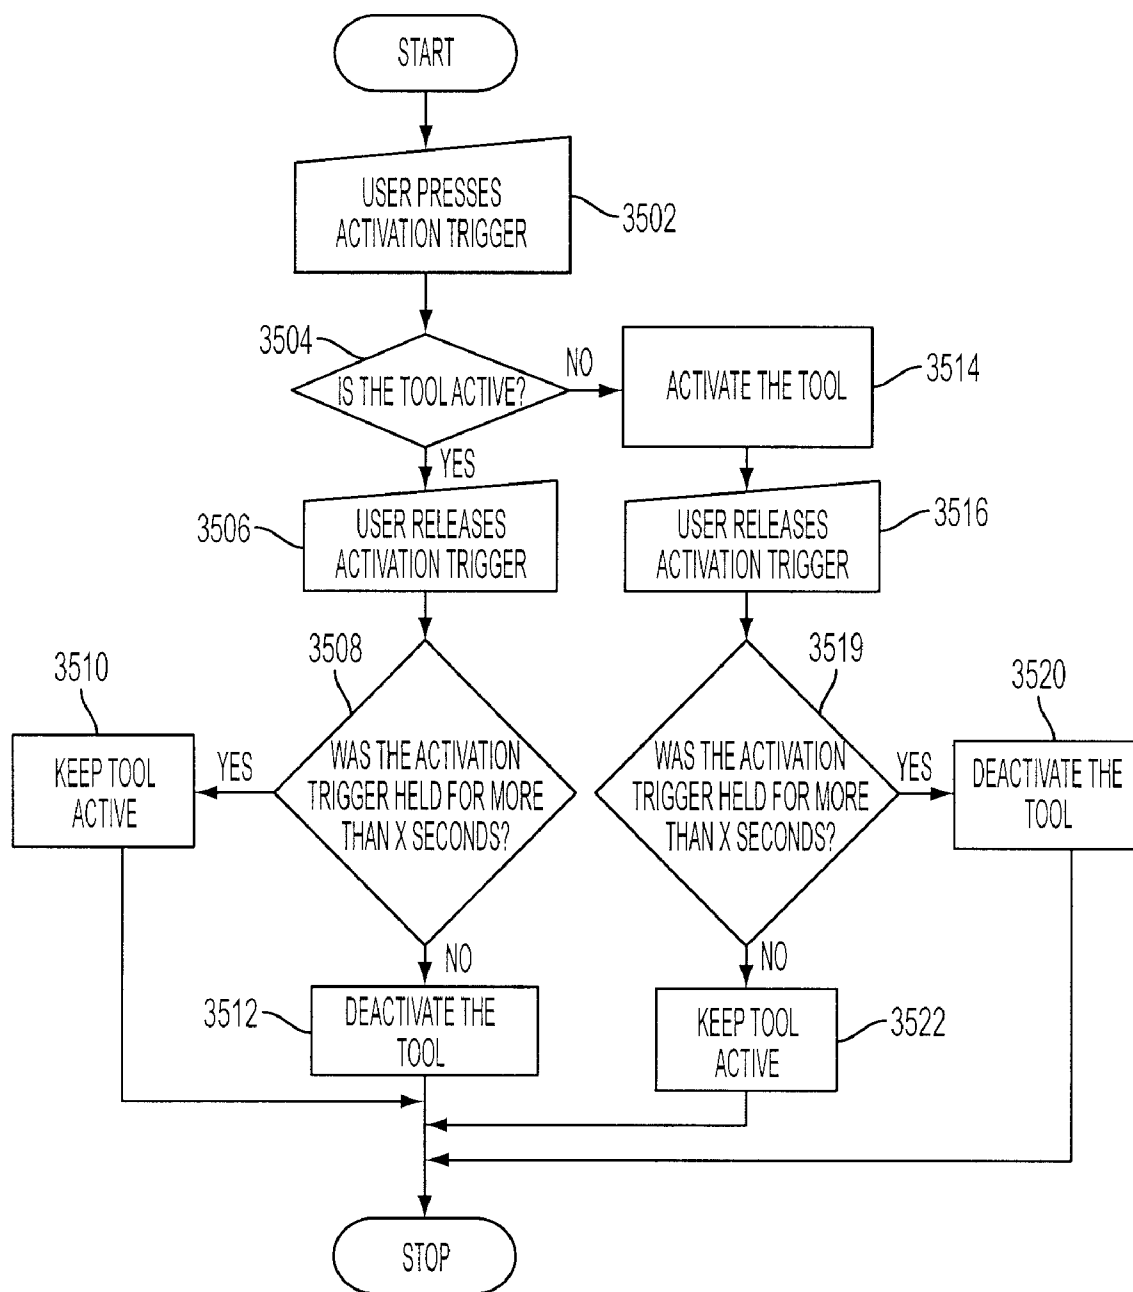 START
USER PRESSES
ACTIVATION TRIGGER
3502
3504
IS THE TOOL ACTIVE?
NO
ACTIVATE THE TOOL
3514
YES
3506
USER RELEASES
ACTIVATION TRIGGER
USER RELEASES
ACTIVATION TRIGGER
3516
3508
WAS THE ACTIVATION
TRIGGER HELD FOR MORE
THAN X SECONDS?
YES
3510
KEEP TOOL
ACTIVE
NO
3512
DEACTIVATE THE
TOOL
3519
WAS THE ACTIVATION
TRIGGER HELD FOR MORE
THAN X SECONDS?
YES
3520
DEACTIVATE THE
TOOL
NO
KEEP TOOL
ACTIVE
3522
STOP